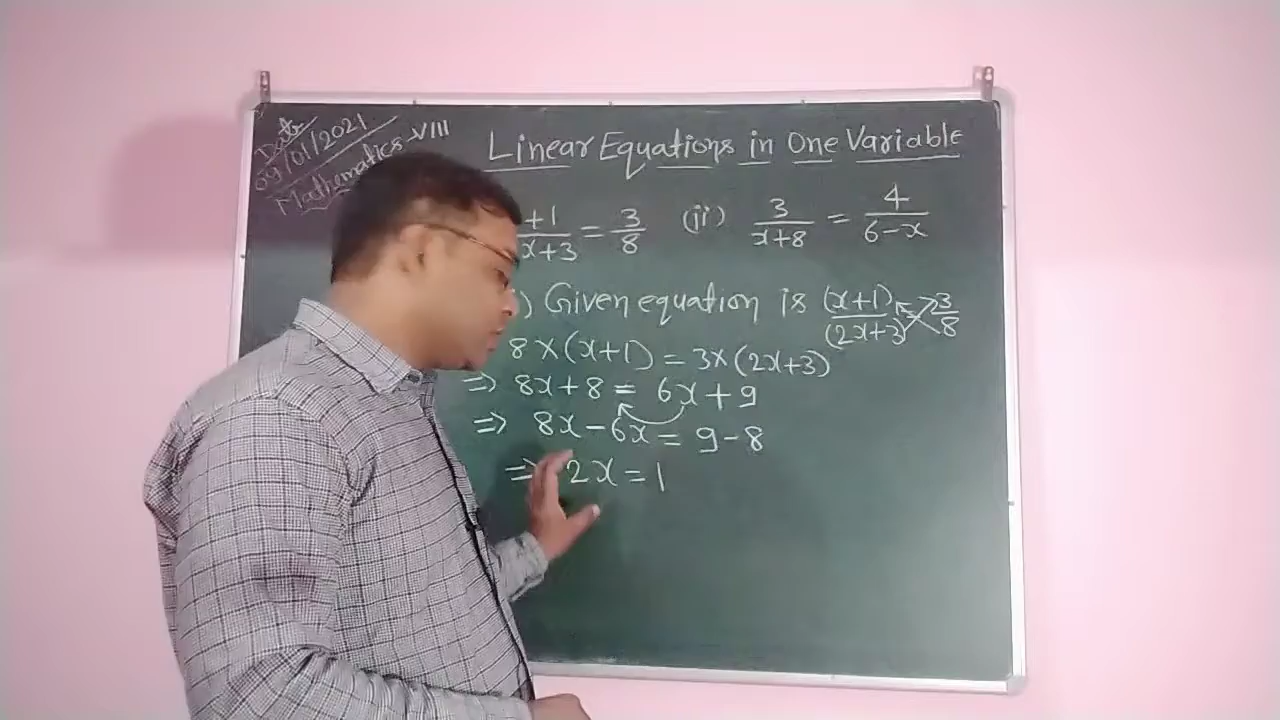 Date
09/01/2021
Mathematics-VIII
Linear Equations in One Variable
+1/x+3 = 3/8 (ii) 3/x+8 = 4/6-x
) Given equation is (x+1)/(2x+3) = 3/8
8×(x+1) = 3×(2x+3)
⇒ 8x+8 = 6x+9
⇒ 8x-6x = 9-8
⇒ 2x = 1